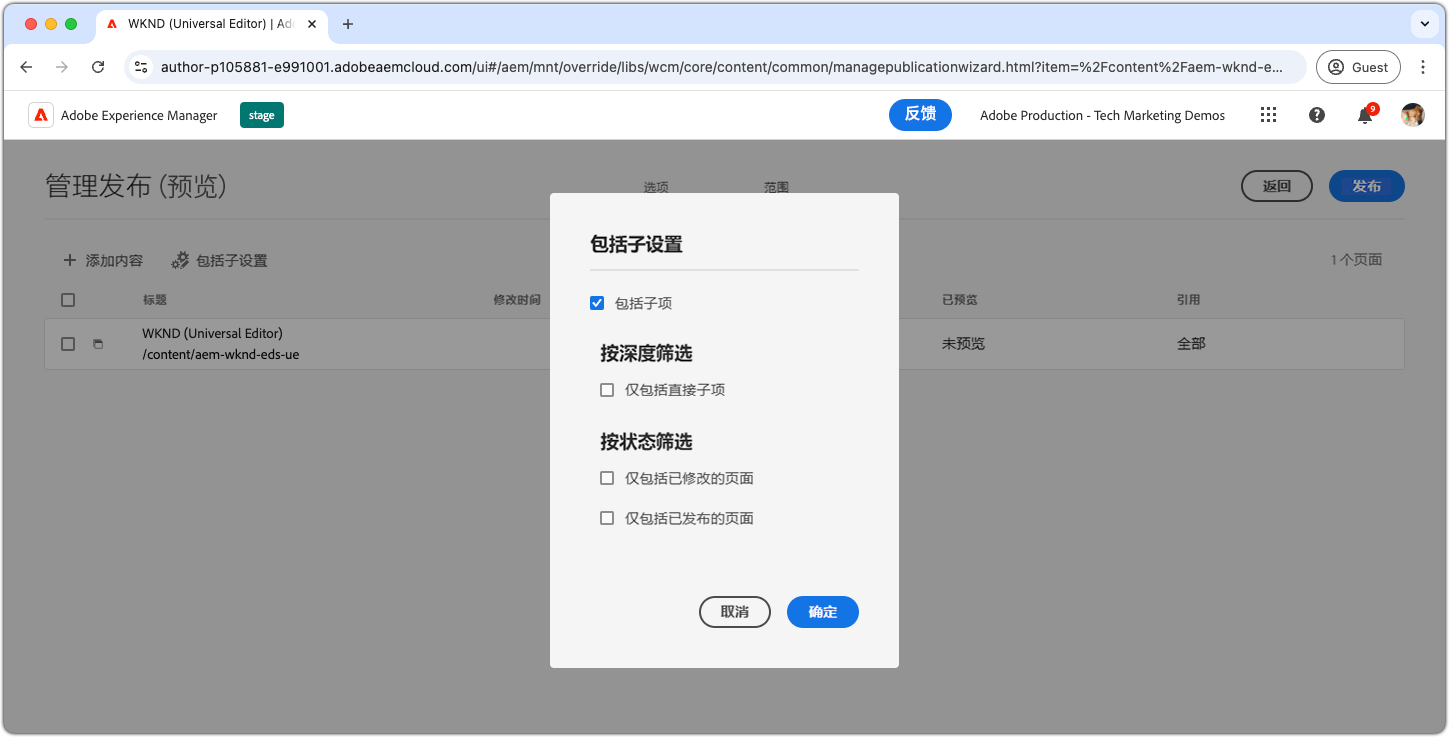 WKND (Universal Editor) | Ad
author-p105881-e991001.adobeaemcloud.com/ui#/aem/mnt/override/libs/wcm/core/content/common/managepublicationwizard.html?item=%2Fcontent%2Faem-wknd-e...
Guest
Adobe Experience Manager
stage
反馈
Adobe Production - Tech Marketing Demos
9
管理发布 (预览)
选项
范围
返回
发布
添加内容
包括子设置
1 个页面
标题
修改时间
已预览
引用
WKND (Universal Editor)
/content/aem-wknd-eds-ue
未预览
全部
包括子设置
包括子项
按深度筛选
仅包括直接子项
按状态筛选
仅包括已修改的页面
仅包括已发布的页面
取消
确定